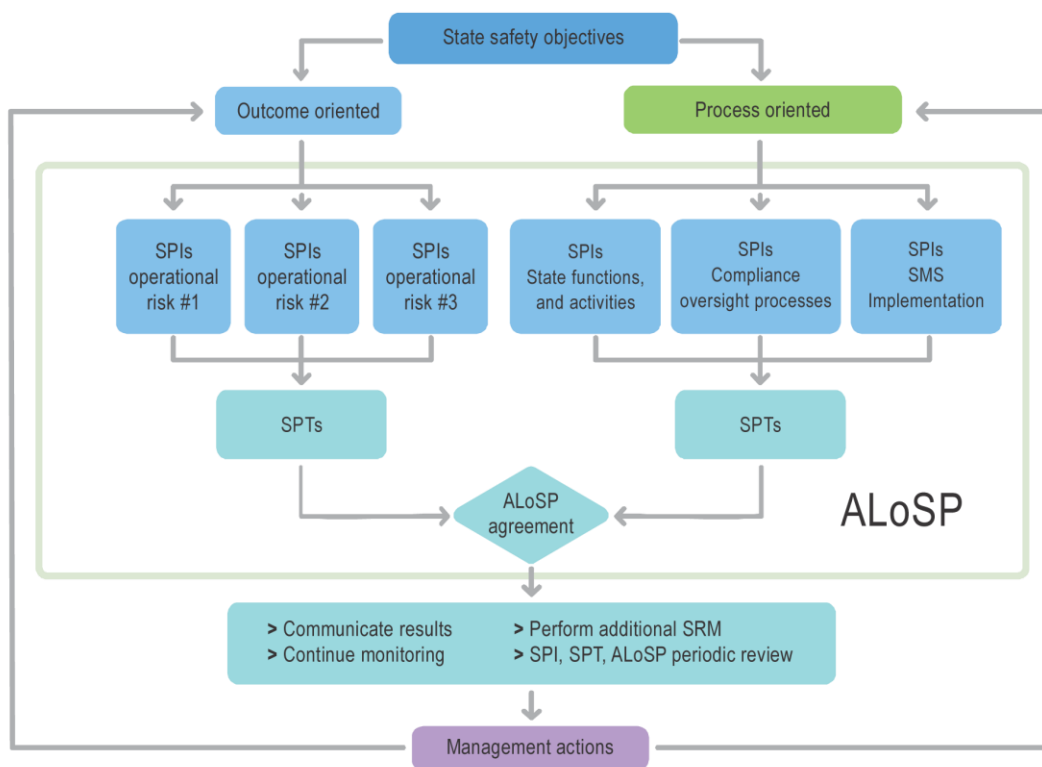 State safety objectives
Outcome oriented
Process oriented
SPIs
operational
risk #1
SPIs
operational
risk #2
SPIs
operational
risk #3
SPIs
State functions,
and activities
SPIs
Compliance
oversight processes
SPIs
SMS
Implementation
SPTs
SPTs
ALoSP
agreement
ALoSP
> Communicate results
> Continue monitoring
> Perform additional SRM
> SPI, SPT, ALoSP periodic review
Management actions